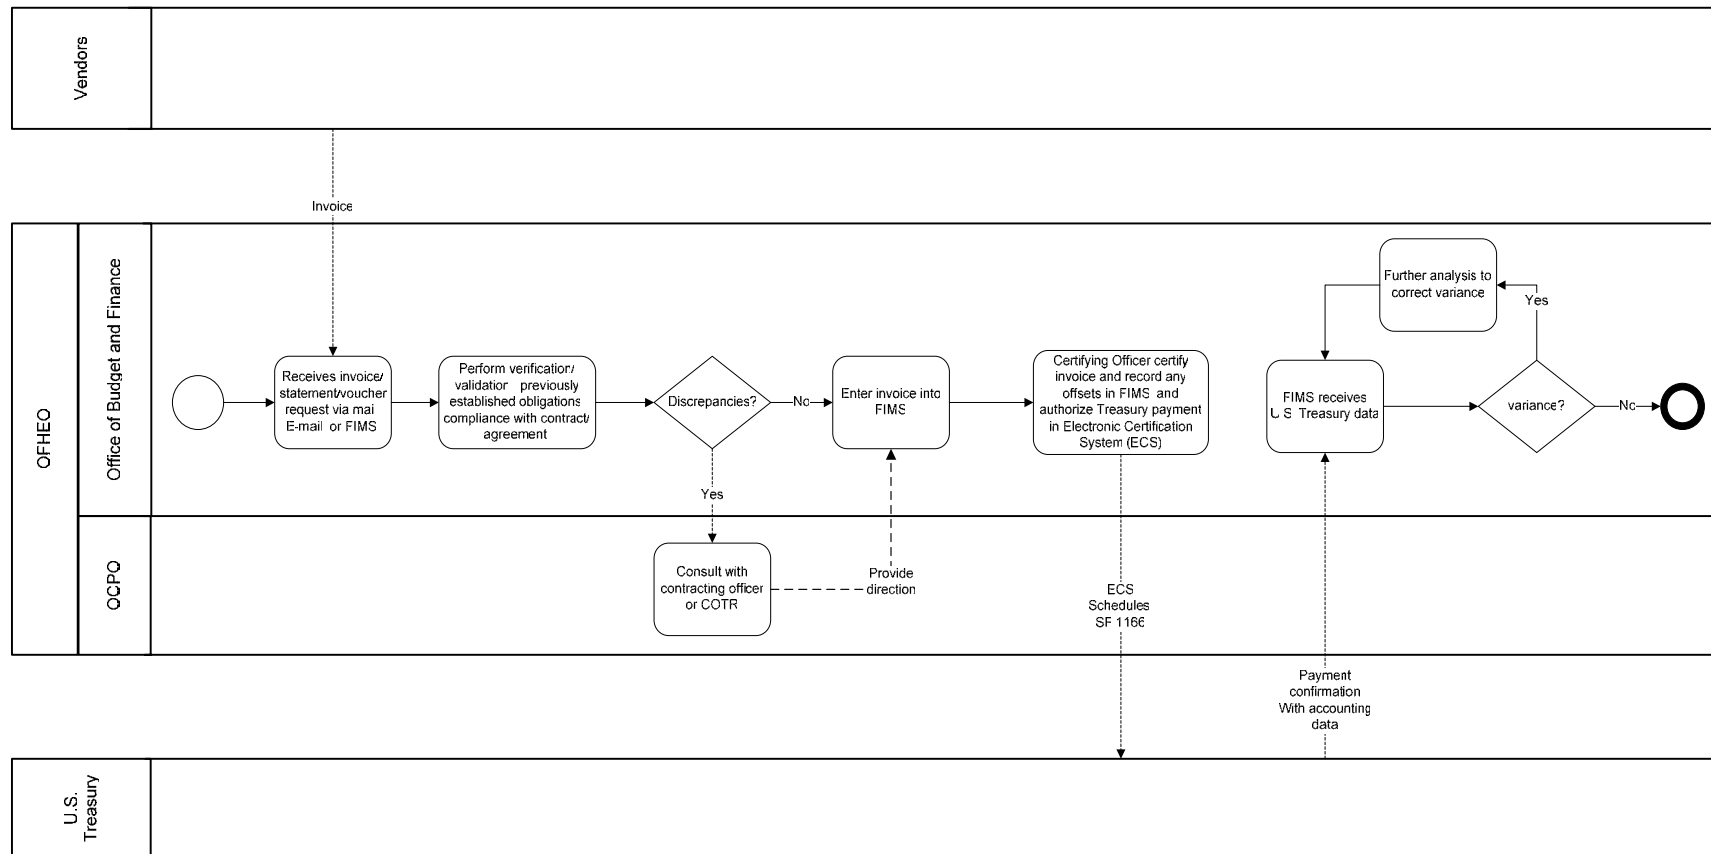 Vendors
Invoice
OFHEO
Office of Budget and Finance
Receives invoice/
statement/voucher
request via mai
E-mail or FIMS
Perform verification/
validation previously
established obligations
compliance with contract/
agreement
Discrepancies?
No
Enter invoice into
FIMS
Certifying Officer certify
invoice and record any
offsets in FIMS and
authorize Treasury payment
in Electronic Certification
System (ECS)
Further analysis to
correct variance
Yes
FIMS receives
U.S. Treasury data
variance?
No
Yes
OCPO
Consult with
contracting officer
or COTR
Provide
direction
ECS
Schedules
SF 1166
Payment
confirmation
With accounting
data
U.S.
Treasury